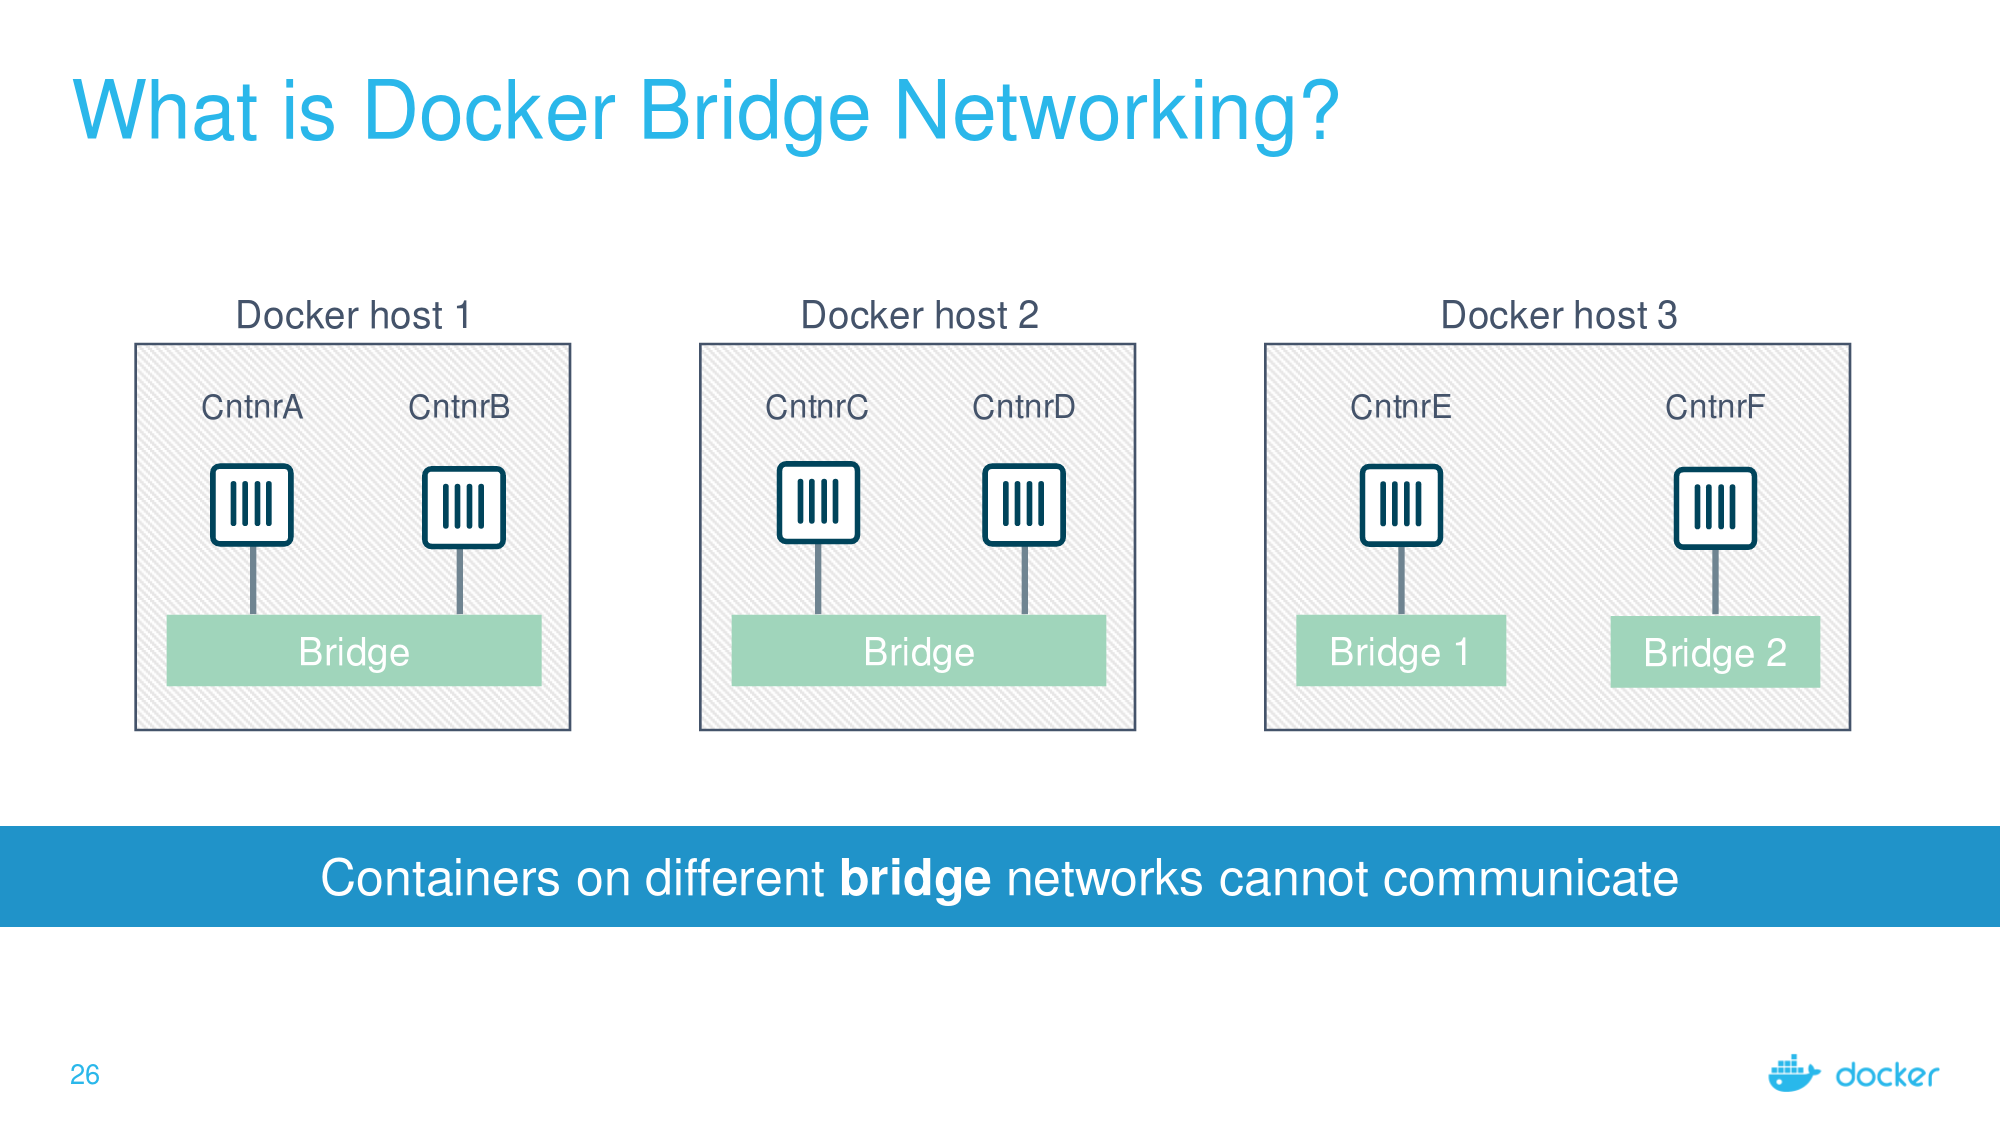 What is Docker Bridge Networking?
Docker host 1
Docker host 2
Docker host 3
CntnrA
CntnrB
CntnrC
CntnrD
CntnrE
CntnrF
Bridge
Bridge
Bridge 1
Bridge 2
Containers on different bridge networks cannot communicate
26
docker